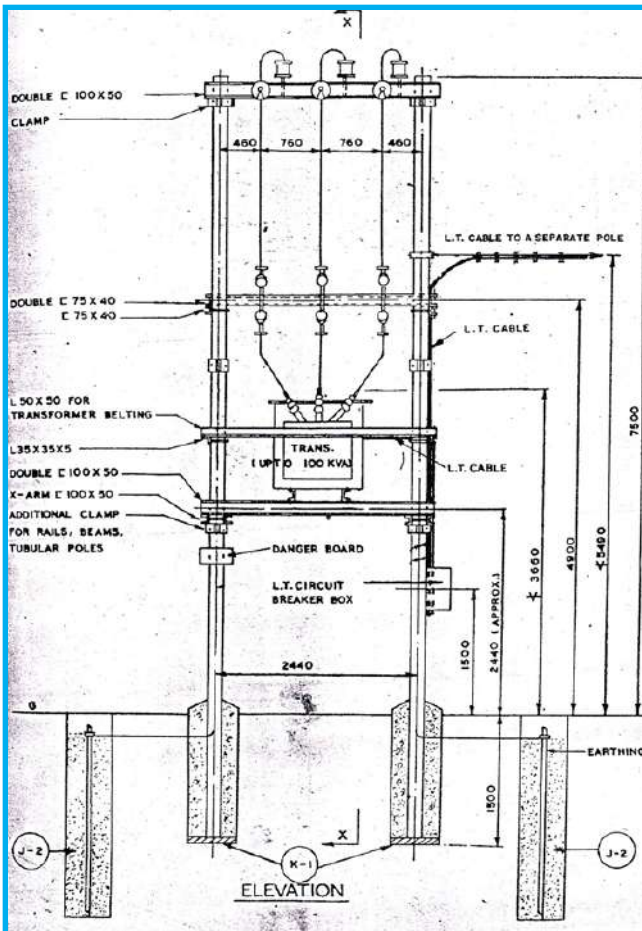 X
DOUBLE [ 100X50
CLAMP
460
760
760
460
L.T. CABLE TO A SEPARATE POLE
DOUBLE [ 75X40
[ 75X40
L.T. CABLE
L50X50 FOR
TRANSFORMER BELTING
L35X35X5
TRANS.
( UPTO 100 KVA)
L.T. CABLE
DOUBLE [ 100X50
X-ARM [ 100X50
ADDITIONAL CLAMP
FOR RAILS, BEAMS,
TUBULAR POLES
DANGER BOARD
L.T. CIRCUIT
BREAKER BOX
1500
2440 ( APPROX.)
3660
4900
5490
7500
2440
G
EARTHING
1500
X
J-2
K-1
J-2
ELEVATION